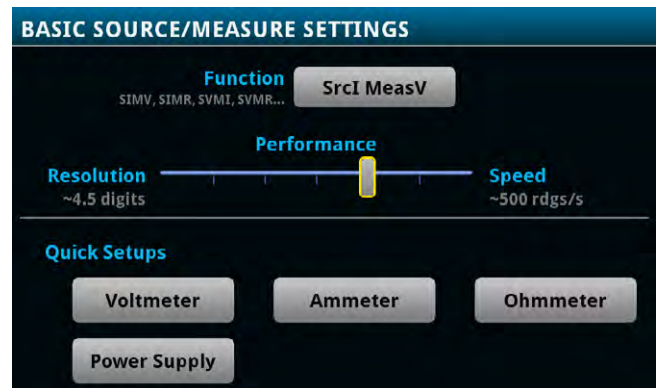 BASIC SOURCE/MEASURE SETTINGS
Function
SIMV, SIMR, SVMI, SVMR...
SrcI MeasV
Performance
Resolution
~4.5 digits
Speed
~500 rdgs/s
Quick Setups
Voltmeter
Ammeter
Ohmmeter
Power Supply